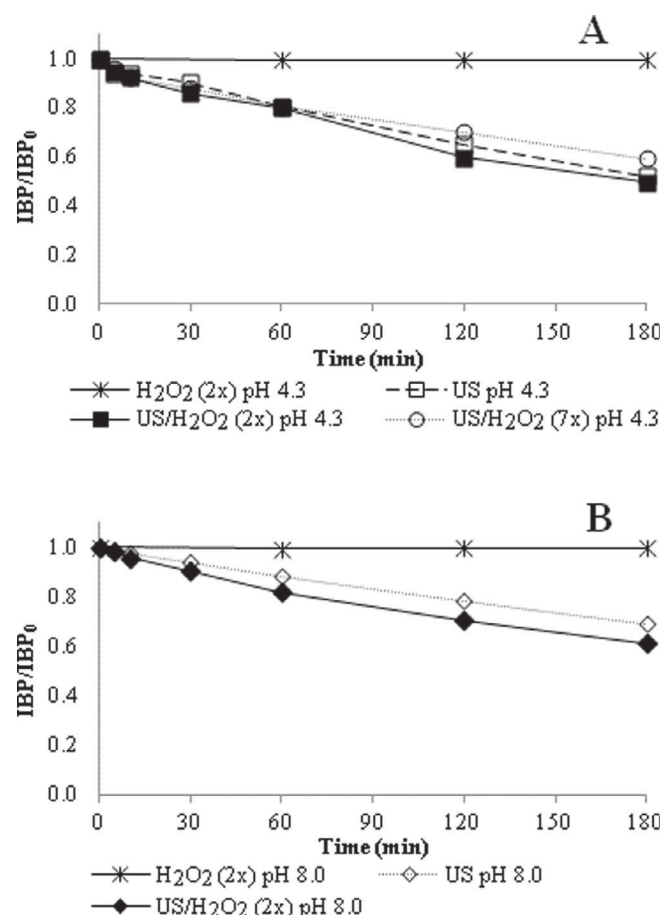 A
1.0
0.8
0.6
0.4
0.2
0.0
IBP/IBP₀
0 30 60 90 120 150 180
Time (min)
H₂O₂ (2x) pH 4.3 US pH 4.3
US/H₂O₂ (2x) pH 4.3 US/H₂O₂ (7x) pH 4.3
B
1.0
0.8
0.6
0.4
0.2
0.0
IBP/IBP₀
0 30 60 90 120 150 180
Time (min)
H₂O₂ (2x) pH 8.0 US pH 8.0
US/H₂O₂ (2x) pH 8.0